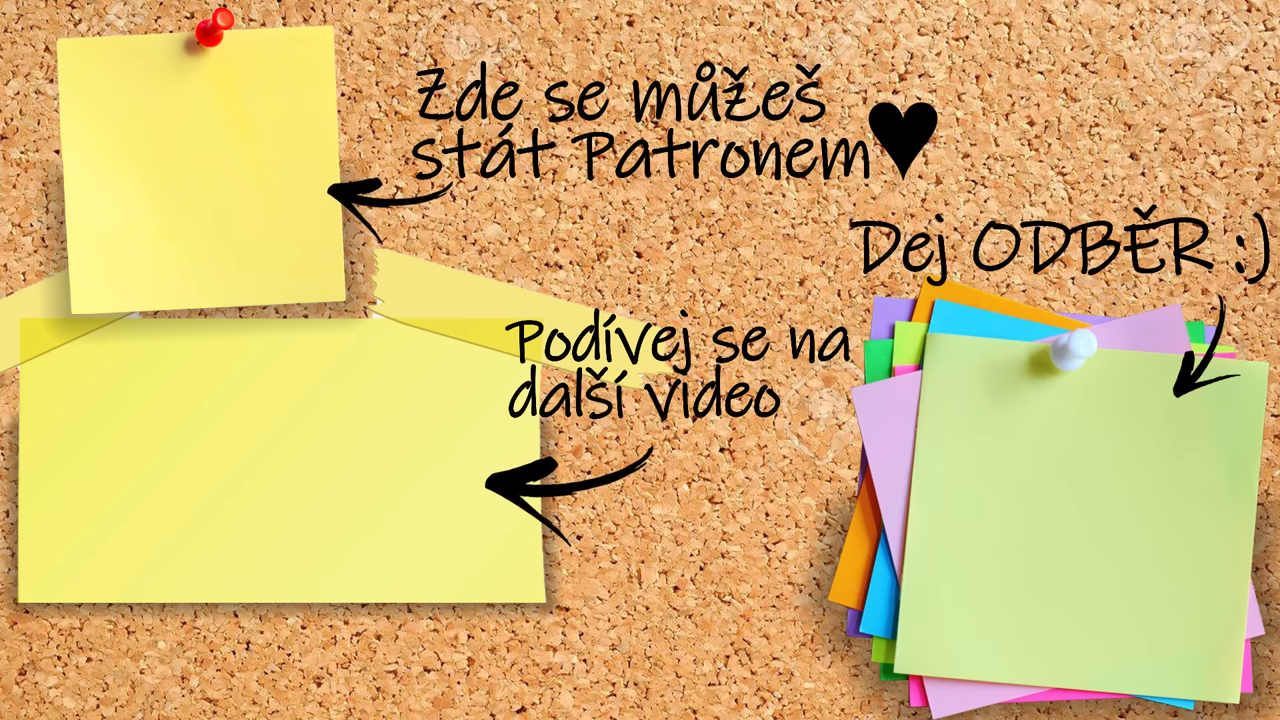 Zde se můžeš
stát Patronem♥
Dej ODBĚR :)
Podívej se na
další video